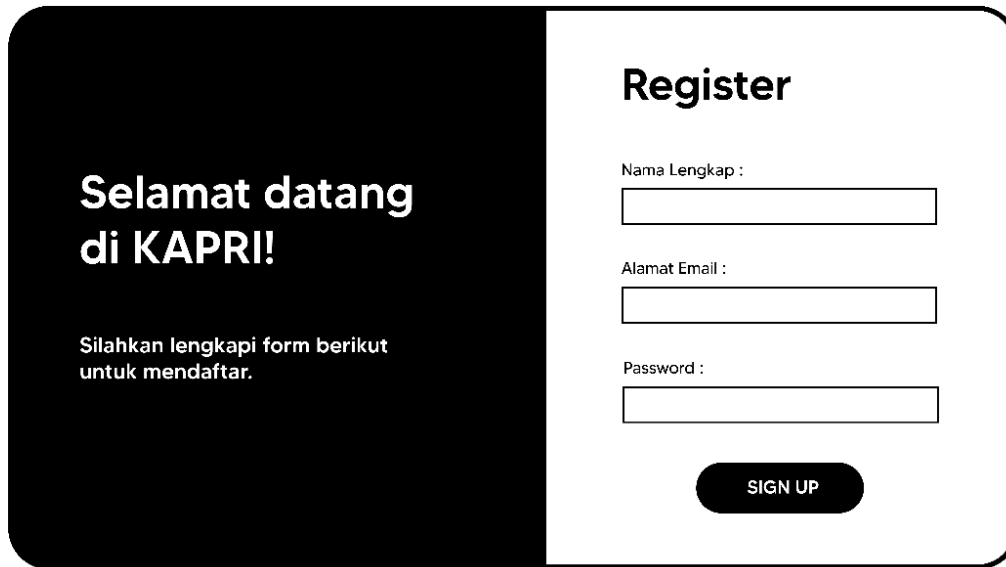 Selamat datang
di KAPRI!
Silahkan lengkapi form berikut
untuk mendaftar.
Register
Nama Lengkap :
Alamat Email :
Password :
SIGN UP